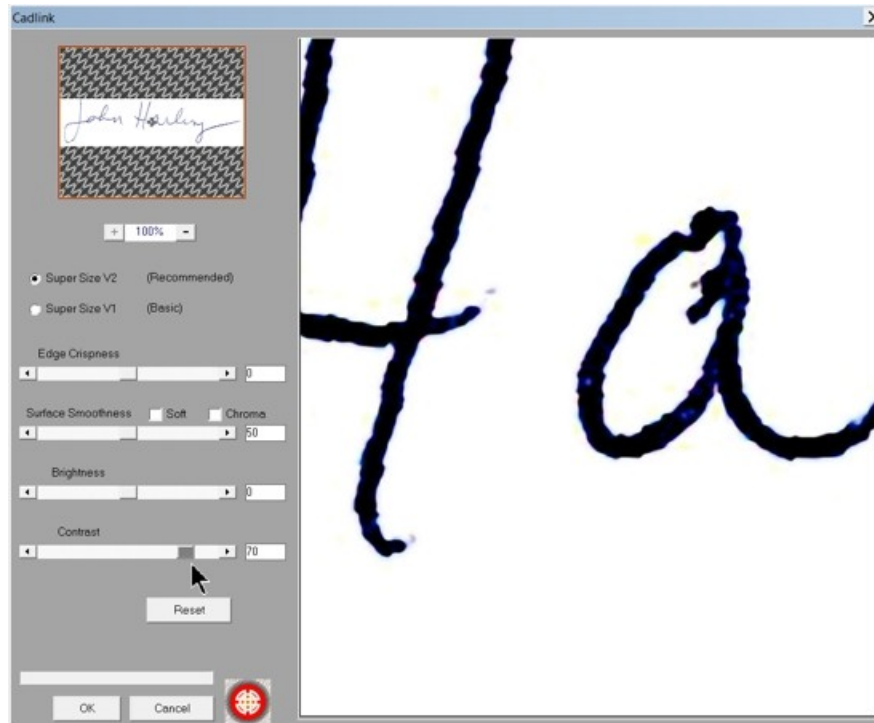 Cadlink
John Harling
+ 100% -
Super Size V2 (Recommended)
Super Size V1 (Basic)
Edge Crispness
0
Surface Smoothness Soft Chroma
50
Brightness
0
Contrast
70
Reset
OK Cancel
Ha